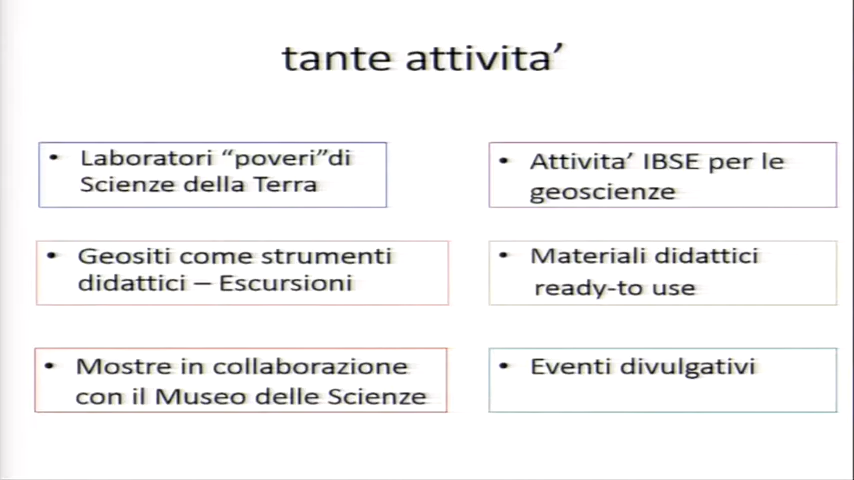 tante attivita’
• Laboratori “poveri”di
Scienze della Terra
• Attivita’ IBSE per le
geoscienze
• Geositi come strumenti
didattici – Escursioni
• Materiali didattici
ready-to use
• Mostre in collaborazione
con il Museo delle Scienze
• Eventi divulgativi